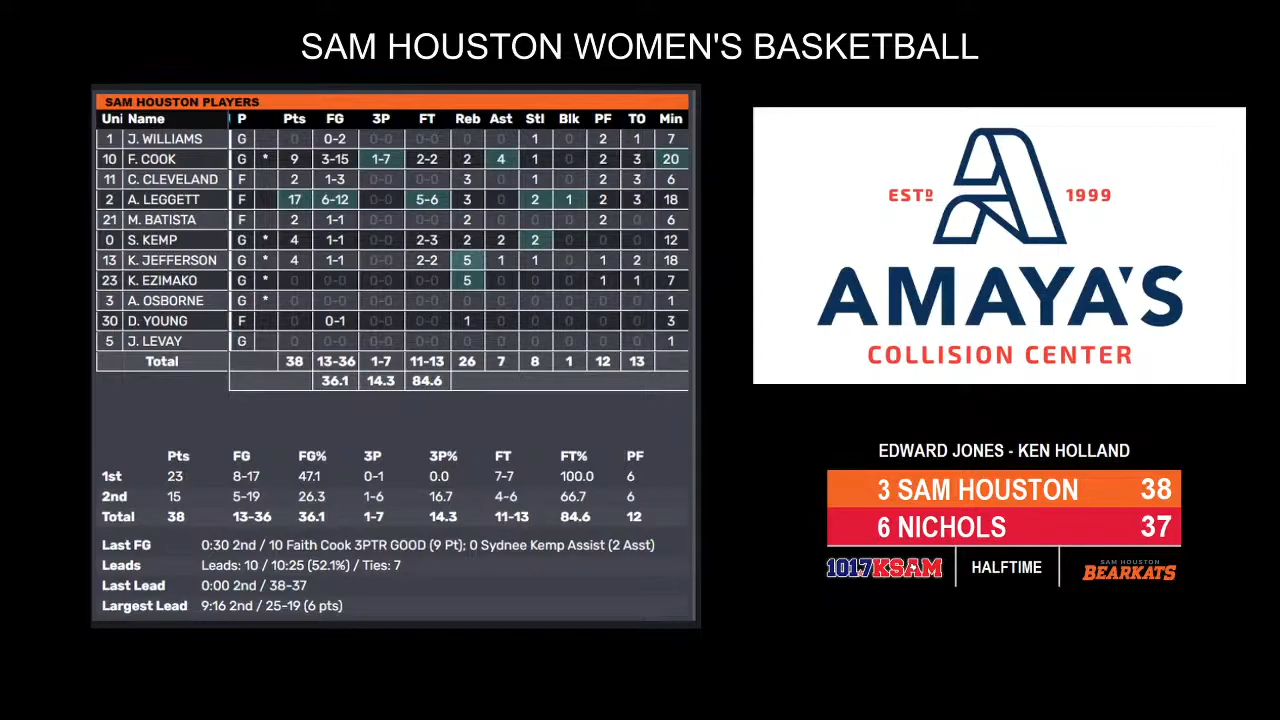 SAM HOUSTON WOMEN'S BASKETBALL
SAM HOUSTON PLAYERS
Uni Name P Pts FG 3P FT Reb Ast Stl Blk PF TO Min
1 J. WILLIAMS G 0 0-2 0-0 0-0 0 0 1 0 2 1 7
10 F. COOK G * 9 3-15 1-7 2-2 2 4 1 0 2 3 20
11 C. CLEVELAND F 2 1-3 0-0 0-0 3 0 1 0 2 3 6
2 A. LEGGETT F 17 6-12 0-0 5-6 3 0 2 1 2 3 18
21 M. BATISTA F 2 1-1 0-0 0-0 2 0 0 0 2 0 6
0 S. KEMP G * 4 1-1 0-0 2-3 2 2 2 0 0 0 12
13 K. JEFFERSON G * 4 1-1 0-0 2-2 5 1 1 0 1 2 18
23 K. EZIMAKO G * 0 0-0 0-0 0-0 5 0 0 0 1 1 7
3 A. OSBORNE G * 0 0-0 0-0 0-0 0 0 0 0 0 0 1
30 D. YOUNG F 0 0-1 0-0 0-0 1 0 0 0 0 0 3
5 J. LEVAY G 0 0-0 0-0 0-0 0 0 0 0 0 0 1
Total 38 13-36 1-7 11-13 26 7 8 1 12 13
36.1 14.3 84.6
Pts FG FG% 3P 3P% FT FT% PF
1st 23 8-17 47.1 0-1 0.0 7-7 100.0 6
2nd 15 5-19 26.3 1-6 16.7 4-6 66.7 6
Total 38 13-36 36.1 1-7 14.3 11-13 84.6 12
Last FG 0:30 2nd / 10 Faith Cook 3PTR GOOD (9 Pt); 0 Sydnee Kemp Assist (2 Asst)
Leads Leads: 10 / 10:25 (52.1%) / Ties: 7
Last Lead 0:00 2nd / 38-37
Largest Lead 9:16 2nd / 25-19 (6 pts)
ESTD 1999
AMAYA'S
COLLISION CENTER
EDWARD JONES - KEN HOLLAND
3 SAM HOUSTON 38
6 NICHOLS 37
101.7 KSAM HALFTIME SAM HOUSTON
BEARKATS